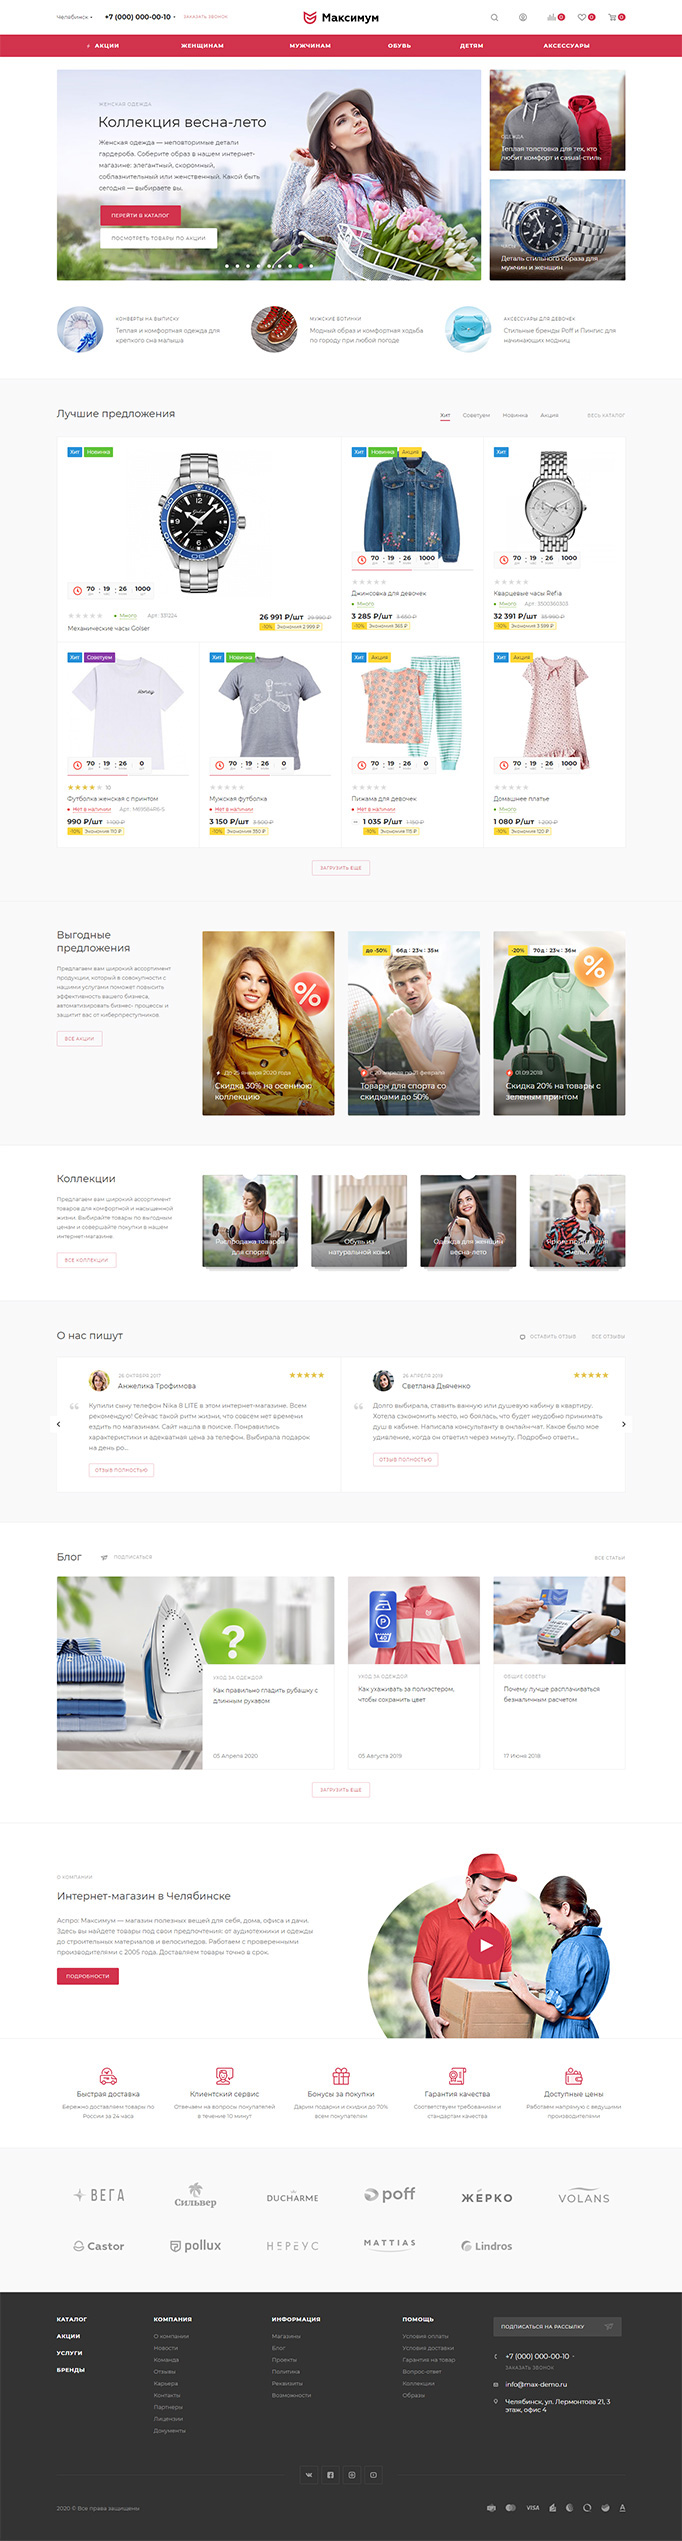 Челябинск
+7 (000) 000-00-10
ЗАКАЗАТЬ ЗВОНОК
Максимум
0
0
0
АКЦИИ
ЖЕНЩИНАМ
МУЖЧИНАМ
ОБУВЬ
ДЕТЯМ
АКСЕССУАРЫ
ЖЕНСКАЯ ОДЕЖДА
Коллекция весна-лето
Женская одежда — неповторимые детали
гардероба. Соберите образ в нашем интернет-
магазине: элегантный, скромный,
соблазнительный или женственный. Какой быть
сегодня — выбираете вы.
ПЕРЕЙТИ В КАТАЛОГ
ПОСМОТРЕТЬ ТОВАРЫ ПО АКЦИИ
ОДЕЖДА
Теплая толстовка для тех, кто
любит комфорт и casual-стиль
ЧАСЫ
Деталь стильного образа для
мужчин и женщин
КОНВЕРТЫ НА ВЫПИСКУ
Теплая и комфортная одежда для
крепкого сна малыша
МУЖСКИЕ БОТИНКИ
Модный образ и комфортная ходьба
по городу при любой погоде
АКСЕССУАРЫ ДЛЯ ДЕВОЧЕК
Стильные бренды Poff и Пингис для
начинающих модниц
Лучшие предложения
Хит
Советуем
Новинка
Акция
ВЕСЬ КАТАЛОГ
Хит Новинка
70 : 19 : 26 1000
Много
Арт.: 331224
Механические часы Golser
26 991 ₽/шт 29 990 ₽
-10% Экономия 2 999 ₽
Хит Новинка Акция
70 : 19 : 26 1000
Джинсовка для девочек
Много
3 285 ₽/шт 3 650 ₽
-10% Экономия 365 ₽
Хит
70 : 19 : 26 1000
Кварцевые часы Refia
Много
Арт.: 3500360303
32 391 ₽/шт 35 990 ₽
-10% Экономия 3 599 ₽
Хит Советуем
70 : 19 : 26 0
10
Футболка женская с принтом
Нет в наличии
990 ₽/шт 1 100 ₽
-10% Экономия 110 ₽
Хит Новинка
70 : 19 : 26 0
Мужская футболка
Нет в наличии
3 150 ₽/шт 3 500 ₽
-10% Экономия 350 ₽
Хит Акция
70 : 19 : 26 0
Пижама для девочек
Нет в наличии
1 035 ₽/шт 1 150 ₽
-10% Экономия 115 ₽
Хит Акция
70 : 19 : 26 1000
Домашнее платье
Много
1 080 ₽/шт 1 200 ₽
-10% Экономия 120 ₽
ЗАГРУЗИТЬ ЕЩЕ
Выгодные
предложения
Предлагаем вам широкий ассортимент
продукции, который в совокупности с
нашими услугами поможет повысить
эффективность вашего бизнеса,
автоматизировать бизнес-процессы и
защитит вас от киберпреступников.
ВСЕ АКЦИИ
%
до 25 января 2020 года
Скидка 30% на осеннюю
коллекцию
до -50% 66д : 23ч : 35м
с 20 апреля по 21 февраля
Товары для спорта со
скидками до 50%
-20% 70д : 23ч : 36м
%
01.09.2018
Скидка 20% на товары с
зеленым принтом
Коллекции
Предлагаем вам широкий ассортимент
товаров для комфортной и насыщенной
жизни. Выбирайте товары по выгодным
ценам и совершайте покупки в нашем
интернет-магазине.
ВСЕ КОЛЛЕКЦИИ
Распродажа товаров
для спорта
Обувь из
натуральной кожи
Одежда для женщин
весна-лето
О нас пишут
ОСТАВИТЬ ОТЗЫВ
ВСЕ ОТЗЫВЫ
26 ОКТЯБРЯ 2017
Анжелика Трофимова
Купили сыну телефон Nika 8 LITE в этом интернет-магазине. Всем
рекомендую! Сейчас такой ритм жизни, что совсем нет времени
ездить по магазинам. Сайт нашла в поиске. Понравились
характеристики и адекватная цена за телефон. Выбирала подарок
на день ро...
ОТЗЫВ ПОЛНОСТЬЮ
26 АПРЕЛЯ 2019
Светлана Дьяченко
Долго выбирала, ставить ванную или душевую кабину в квартиру.
Хотела сэкономить место, но боялась, что будет неудобно принимать
душ в кабине. Написала консультанту в онлайн-чат. Какое было мое
удивление, когда он ответил через минуту. Подробно ответи...
ОТЗЫВ ПОЛНОСТЬЮ
Блог
ПОДПИСАТЬСЯ
ВСЕ СТАТЬИ
?
УХОД ЗА ОДЕЖДОЙ
Как правильно гладить рубашку с
длинным рукавом
05 Апреля 2020
P
40
УХОД ЗА ОДЕЖДОЙ
Как ухаживать за полиэстером,
чтобы сохранить цвет
05 Августа 2019
ОБЩИЕ СОВЕТЫ
Почему лучше расплачиваться
безналичным расчетом
17 Июня 2018
ЗАГРУЗИТЬ ЕЩЕ
О КОМПАНИИ
Интернет-магазин в Челябинске
Аспро: Максимум — магазин полезных вещей для себя, дома, офиса и дачи.
Здесь вы найдете товары под свои предпочтения: от аудиотехники и одежды
до строительных материалов и велосипедов. Работаем с проверенными
производителями с 2005 года. Доставляем товары точно в срок.
ПОДРОБНОСТИ
Быстрая доставка
Бережно доставляем товары по
России за 24 часа
Клиентский сервис
Отвечаем на вопросы покупателей
в течение 10 минут
Бонусы за покупки
Дарим подарки и скидки до 70%
всем покупателям
Гарантия качества
Соответствуем требованиям и
стандартам качества
Доступные цены
Работаем напрямую с ведущими
производителями
ВЕГА
Сильвер
DUCHARME
poff
ЖЕРКО
VOLANS
Castor
pollux
НЕРЕУС
MATTIAS
Lindros
КАТАЛОГ
АКЦИИ
УСЛУГИ
БРЕНДЫ
КОМПАНИЯ
О компании
Новости
Команда
Отзывы
Карьера
Контакты
Партнеры
Лицензии
Документы
ИНФОРМАЦИЯ
Магазины
Блог
Проекты
Политика
Реквизиты
Возможности
ПОМОЩЬ
Условия оплаты
Условия доставки
Гарантия на товар
Вопрос-ответ
Коллекции
Образы
ПОДПИСАТЬСЯ НА РАССЫЛКУ
+7 (000) 000-00-10
ЗАКАЗАТЬ ЗВОНОК
info@max-demo.ru
Челябинск, ул. Лермонтова 21, 3
этаж, офис 4
2020 © Все права защищены
VISA